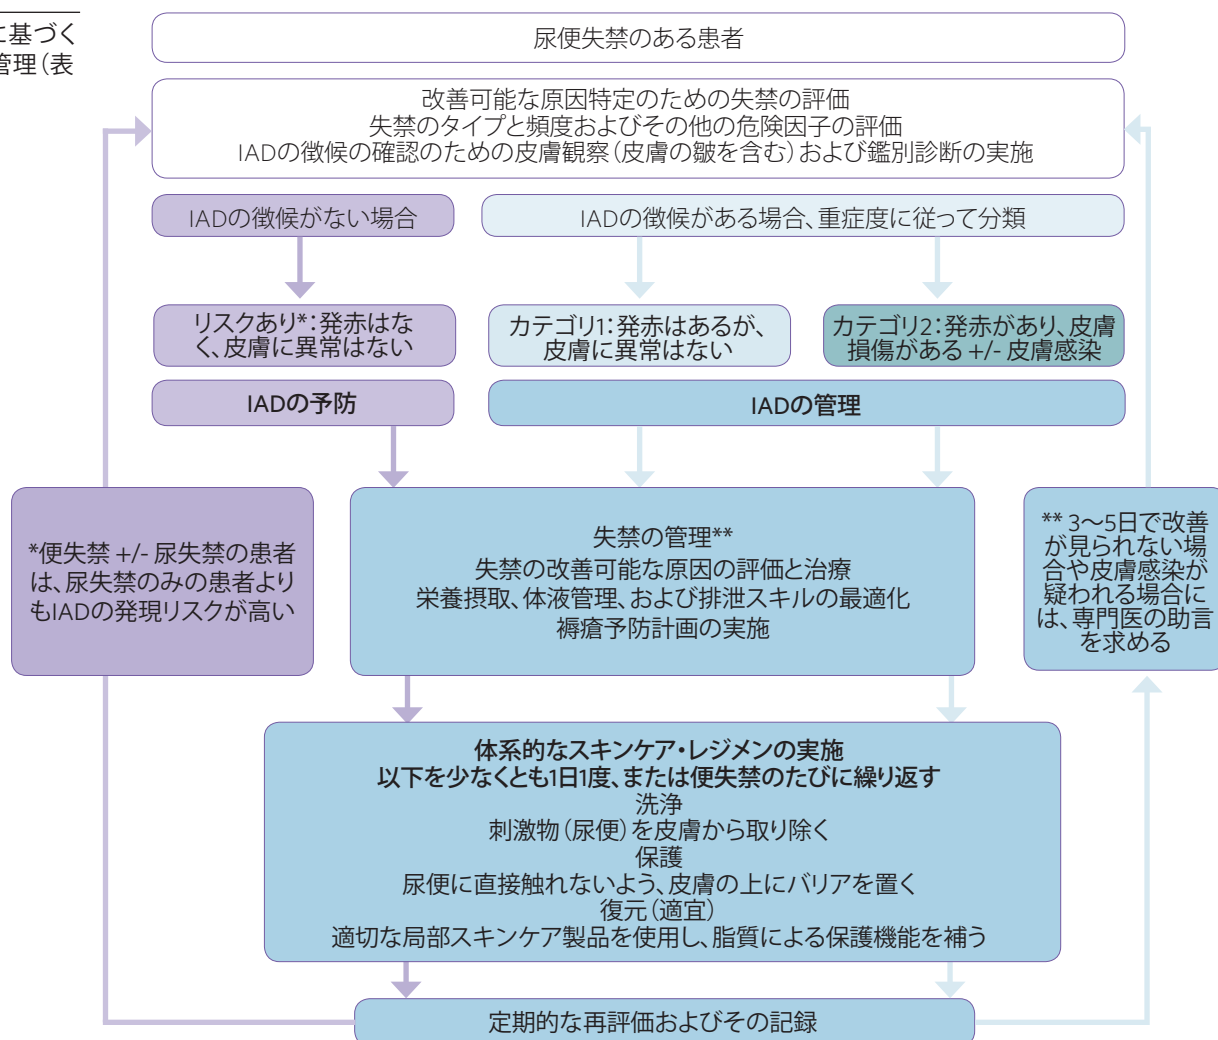 に基づく
管理（表
尿便失禁のある患者
改善可能な原因特定のための失禁の評価
失禁のタイプと頻度およびその他の危険因子の評価
IADの徴候の確認のための皮膚観察（皮膚の皺を含む）および鑑別診断の実施
IADの徴候がない場合
IADの徴候がある場合、重症度に従って分類
リスクあり*：発赤はな
く、皮膚に異常はない
カテゴリ1：発赤はあるが、
皮膚に異常はない
カテゴリ2：発赤があり、皮膚
損傷がある +/- 皮膚感染
IADの予防
IADの管理
*便失禁 +/- 尿失禁の患者
は、尿失禁のみの患者より
もIADの発現リスクが高い
失禁の管理**
失禁の改善可能な原因の評価と治療
栄養摂取、体液管理、および排泄スキルの最適化
褥瘡予防計画の実施
** 3〜5日で改善
が見られない場
合や皮膚感染が
疑われる場合に
は、専門医の助言
を求める
体系的なスキンケア・レジメンの実施
以下を少なくとも1日1度、または便失禁のたびに繰り返す
洗浄
刺激物（尿便）を皮膚から取り除く
保護
尿便に直接触れないよう、皮膚の上にバリアを置く
復元（適宜）
適切な局部スキンケア製品を使用し、脂質による保護機能を補う
定期的な再評価およびその記録